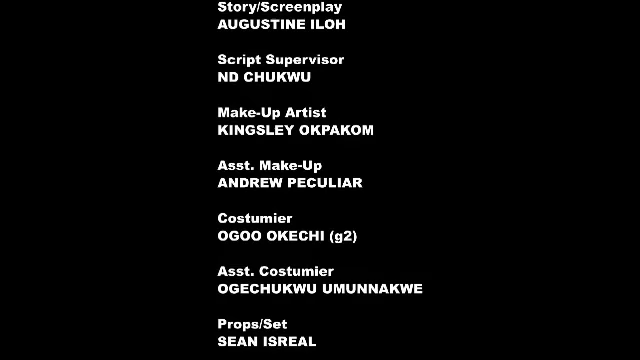 Story/Screenplay
AUGUSTINE ILOH
Script Supervisor
ND CHUKWU
Make-Up Artist
KINGSLEY OKPAKOM
Asst. Make-Up
ANDREW PECULIAR
Costumier
OGOO OKECHI (g2)
Asst. Costumier
OGECHUKWU UMUNNAKWE
Props/Set
SEAN ISREAL